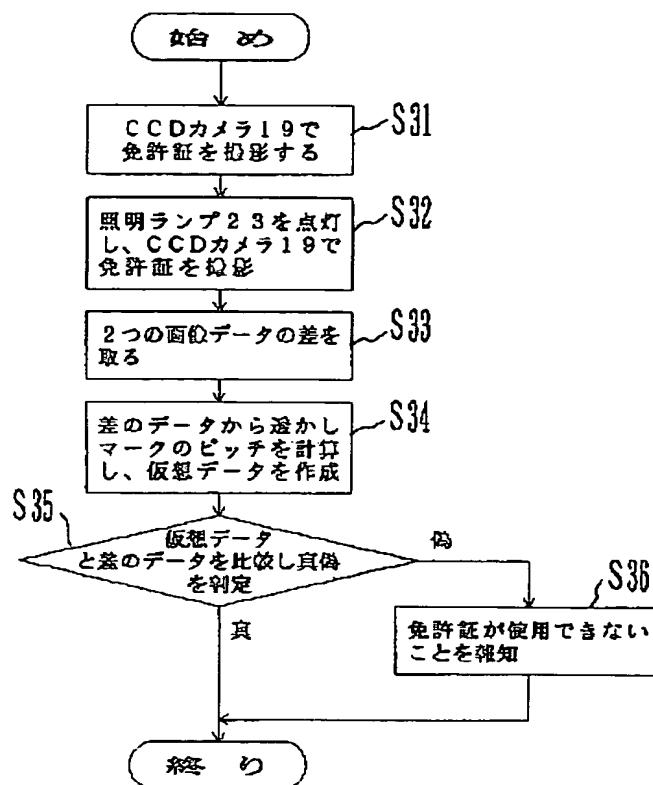 始め
CCDカメラ19で
免許証を投影する
S31
照明ランプ23を点灯
し、CCDカメラ19で
免許証を投影
S32
2つの画像データの差を
取る
S33
差のデータから透かし
マークのピッチを計算
し、仮想データを作成
S34
S35
仮想データ
と差のデータを比較し真偽
を判定
偽
真
S36
免許証が使用できない
ことを報知
終り